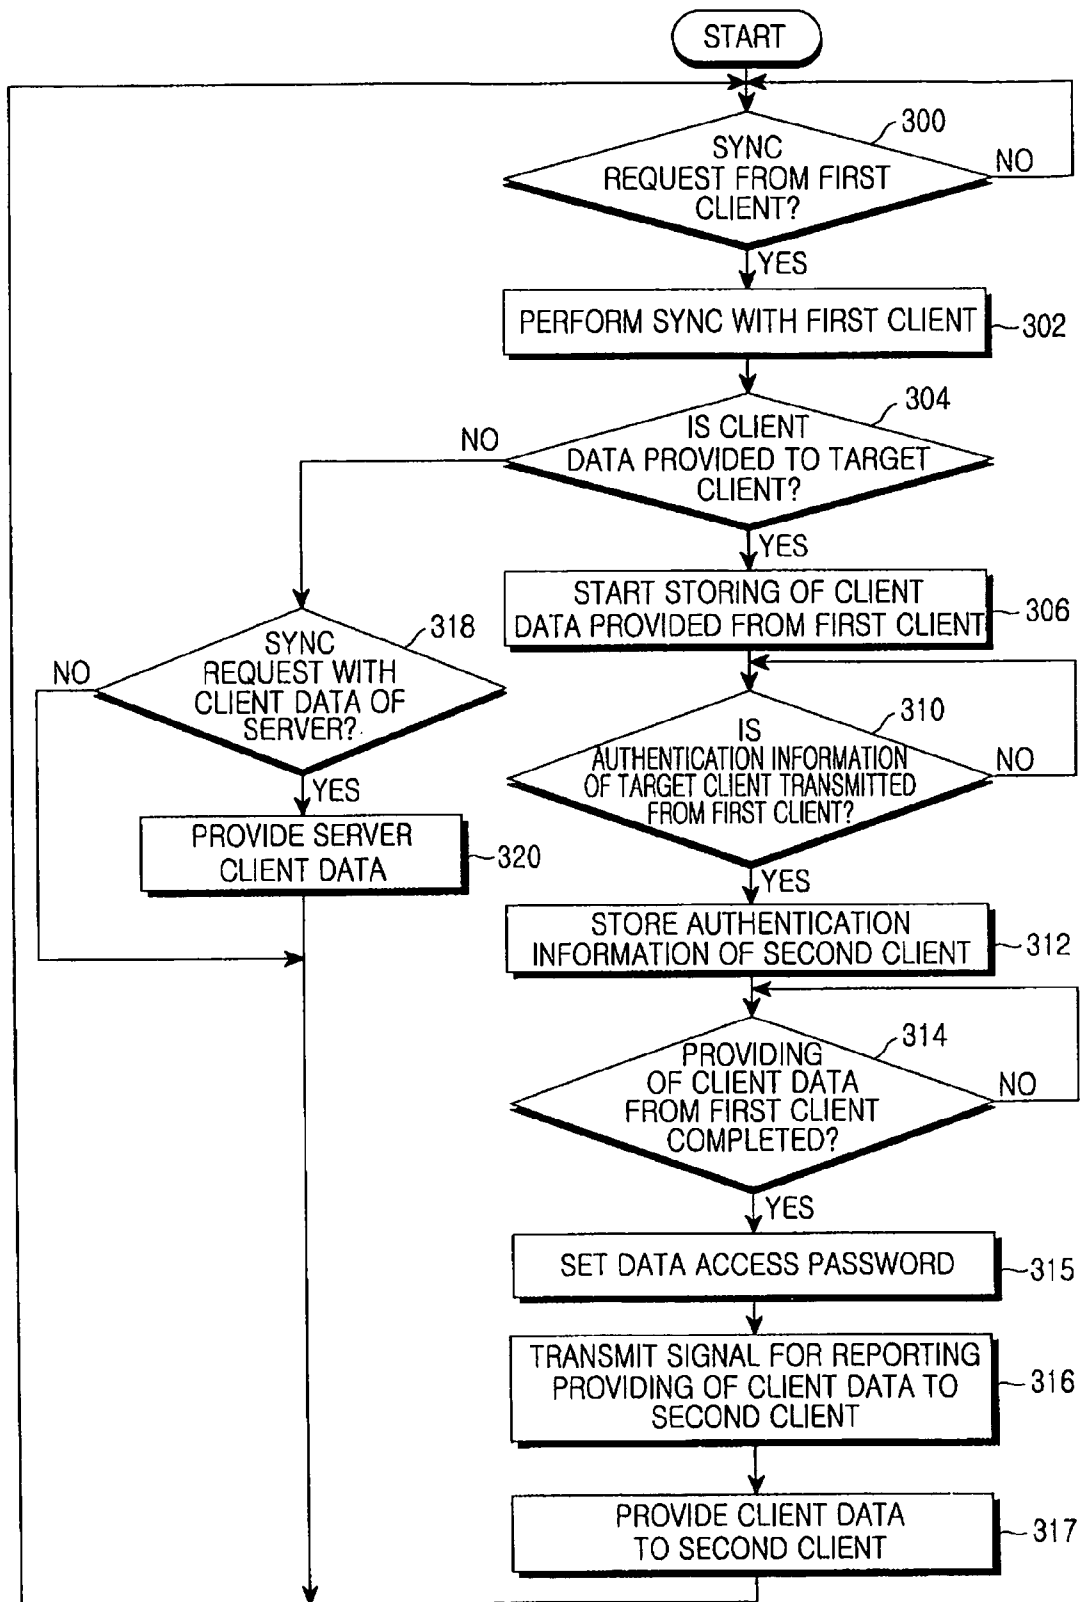 START
300
SYNC
REQUEST FROM FIRST
CLIENT?
NO
YES
PERFORM SYNC WITH FIRST CLIENT
302
304
IS CLIENT
DATA PROVIDED TO TARGET
CLIENT?
NO
YES
START STORING OF CLIENT
DATA PROVIDED FROM FIRST CLIENT
306
318
SYNC
REQUEST WITH
CLIENT DATA OF
SERVER?
NO
YES
PROVIDE SERVER
CLIENT DATA
320
310
IS
AUTHENTICATION INFORMATION
OF TARGET CLIENT TRANSMITTED
FROM FIRST CLIENT?
NO
YES
STORE AUTHENTICATION
INFORMATION OF SECOND CLIENT
312
314
PROVIDING
OF CLIENT DATA
FROM FIRST CLIENT
COMPLETED?
NO
YES
SET DATA ACCESS PASSWORD
315
TRANSMIT SIGNAL FOR REPORTING
PROVIDING OF CLIENT DATA TO
SECOND CLIENT
316
PROVIDE CLIENT DATA
TO SECOND CLIENT
317